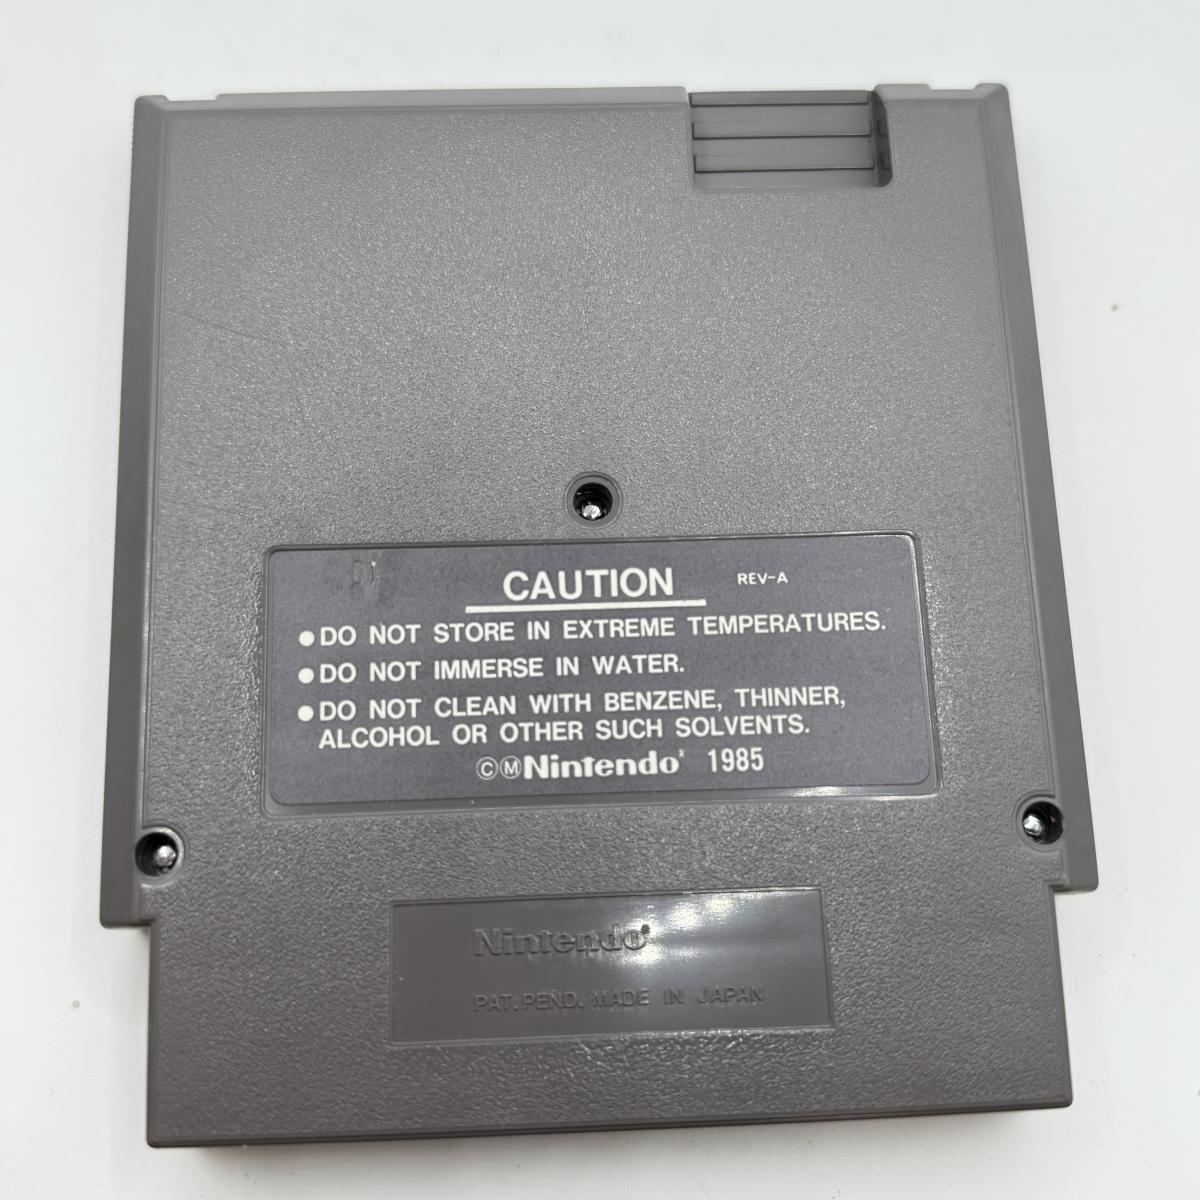 01
CAUTION REV-A
●DO NOT STORE IN EXTREME TEMPERATURES.
●DO NOT IMMERSE IN WATER.
●DO NOT CLEAN WITH BENZENE, THINNER,
ALCOHOL OR OTHER SUCH SOLVENTS.
©ⓂNintendo® 1985
Nintendo®
PAT. PEND. MADE IN JAPAN